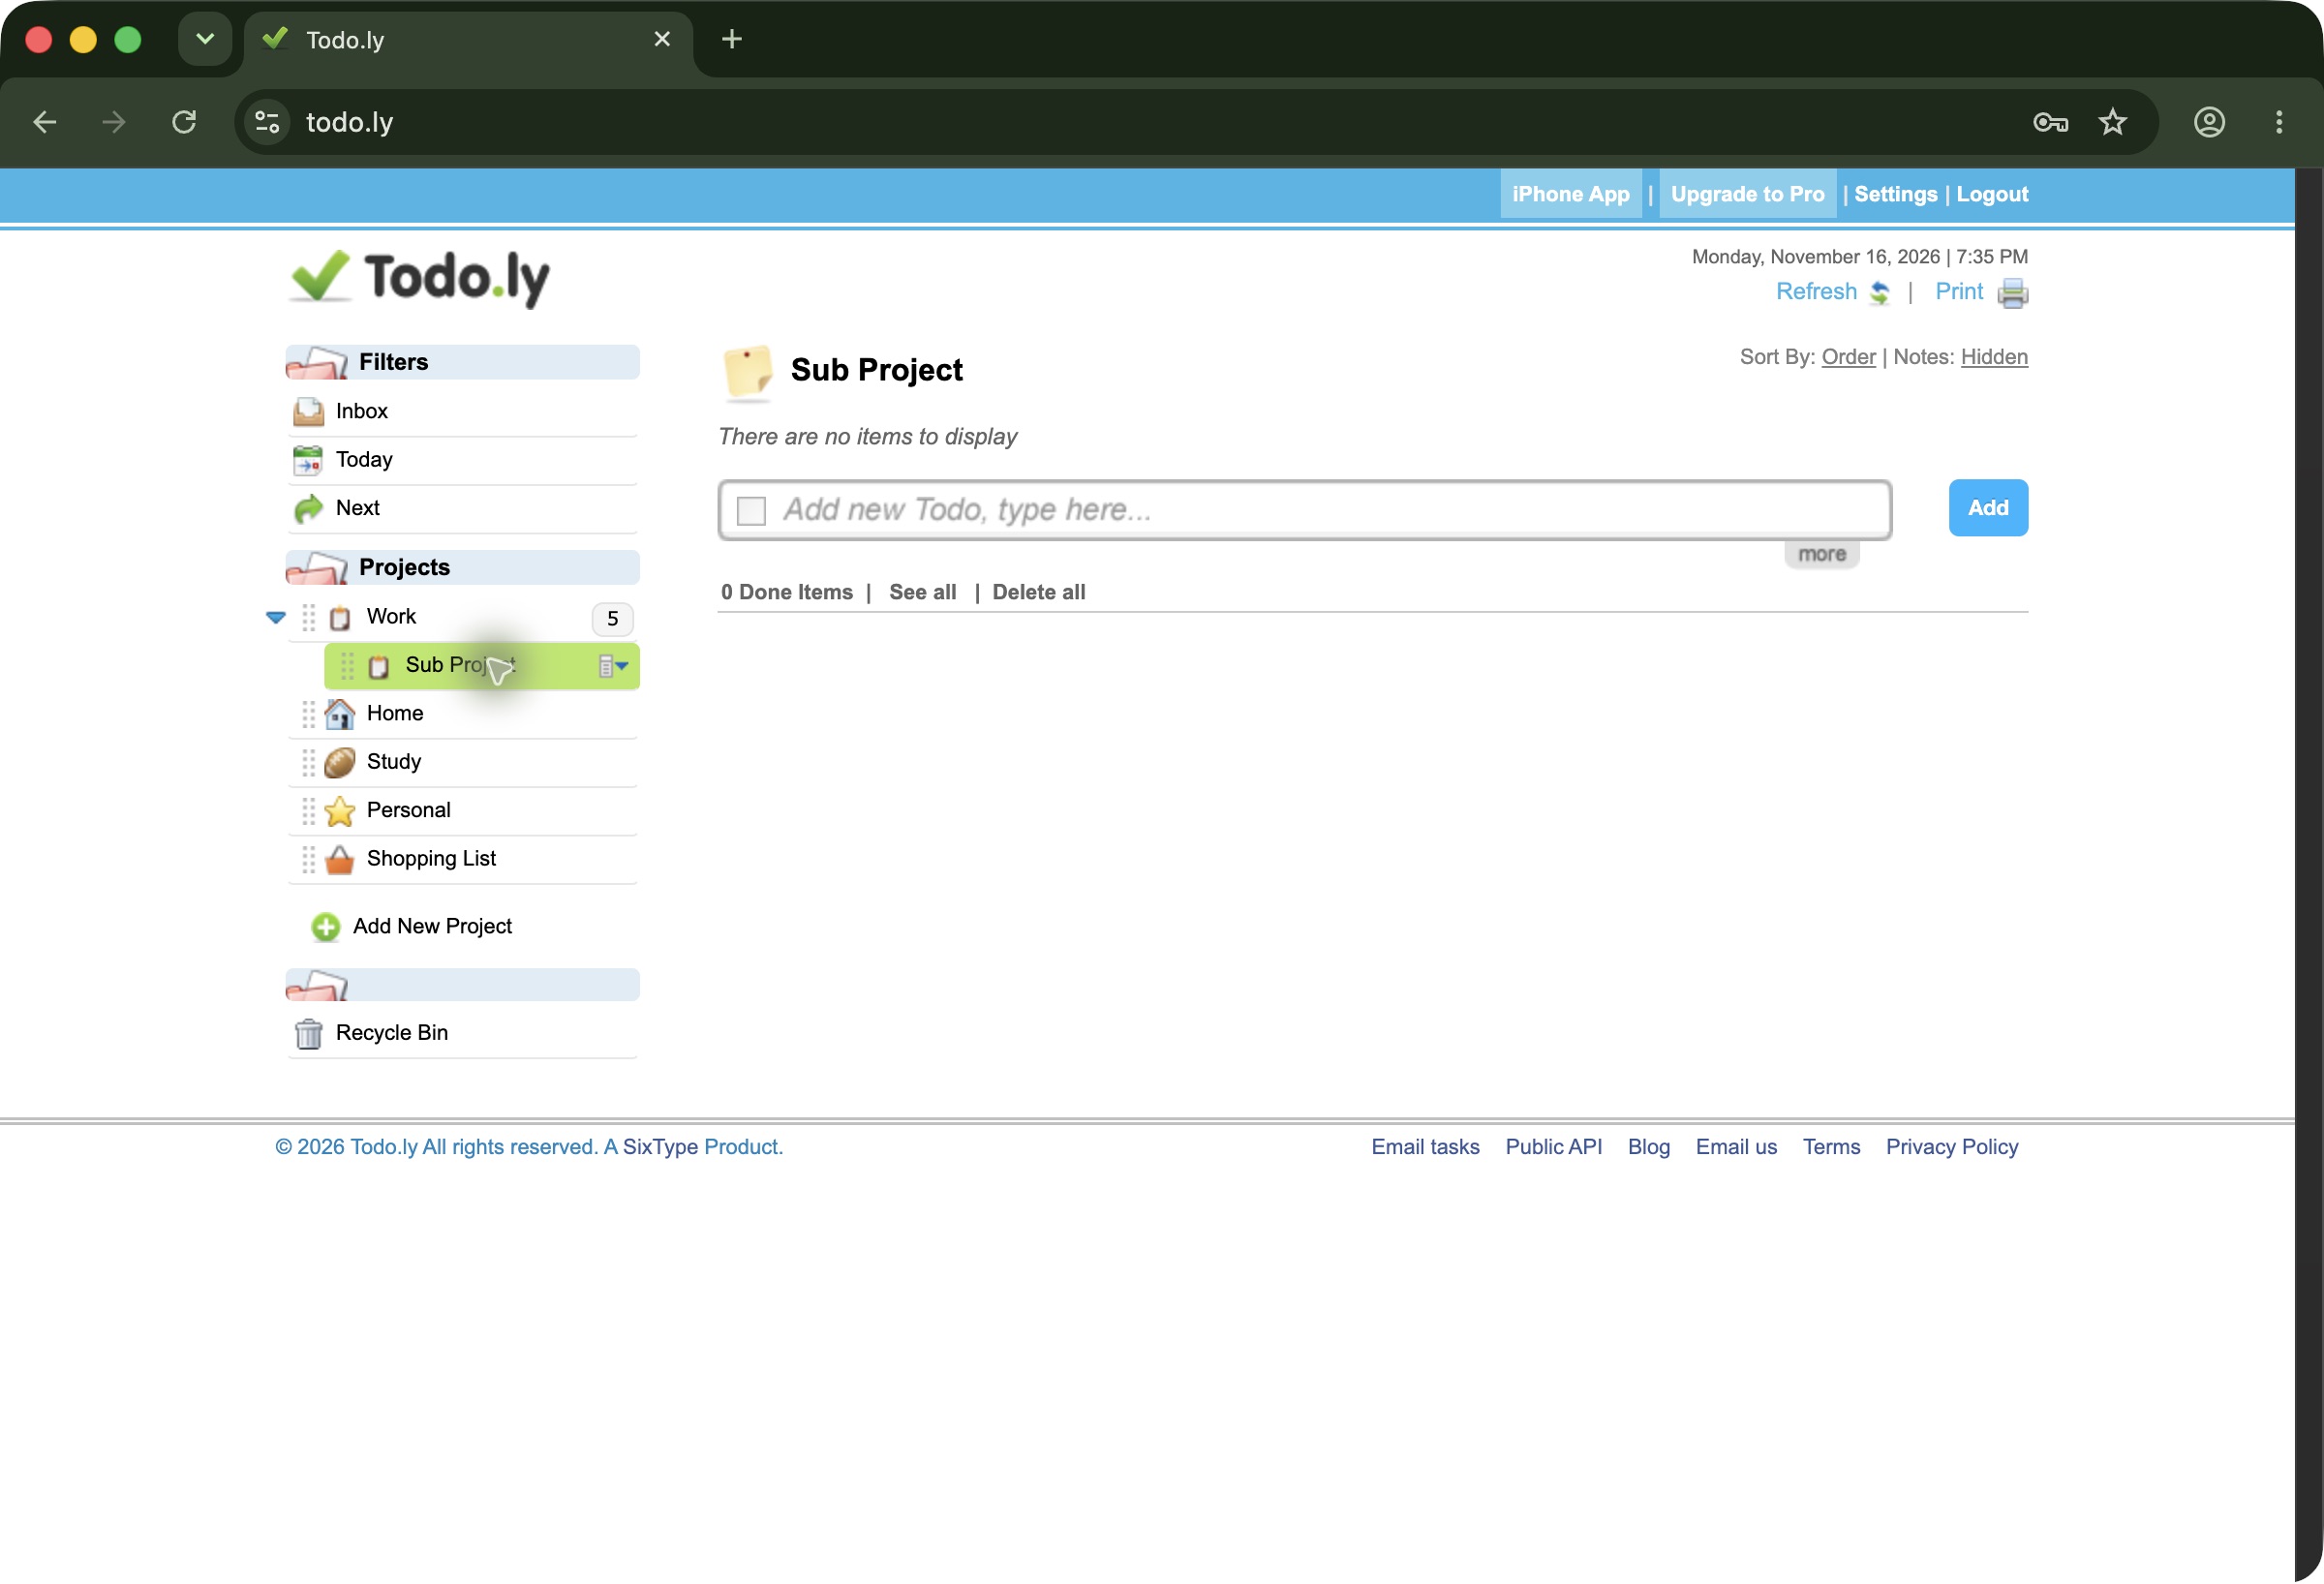 Todo.ly
todo.ly
iPhone App | Upgrade to Pro | Settings | Logout
Todo.ly
Monday, November 16, 2026 | 7:35 PM
Refresh | Print
Filters
Inbox
Today
Next
Projects
Work 5
Sub Project
Home
Study
Personal
Shopping List
Add New Project
Recycle Bin
Sub Project
Sort By: Order | Notes: Hidden
There are no items to display
Add new Todo, type here...
Add
more
0 Done Items | See all | Delete all
© 2026 Todo.ly All rights reserved. A SixType Product.
Email tasks Public API Blog Email us Terms Privacy Policy